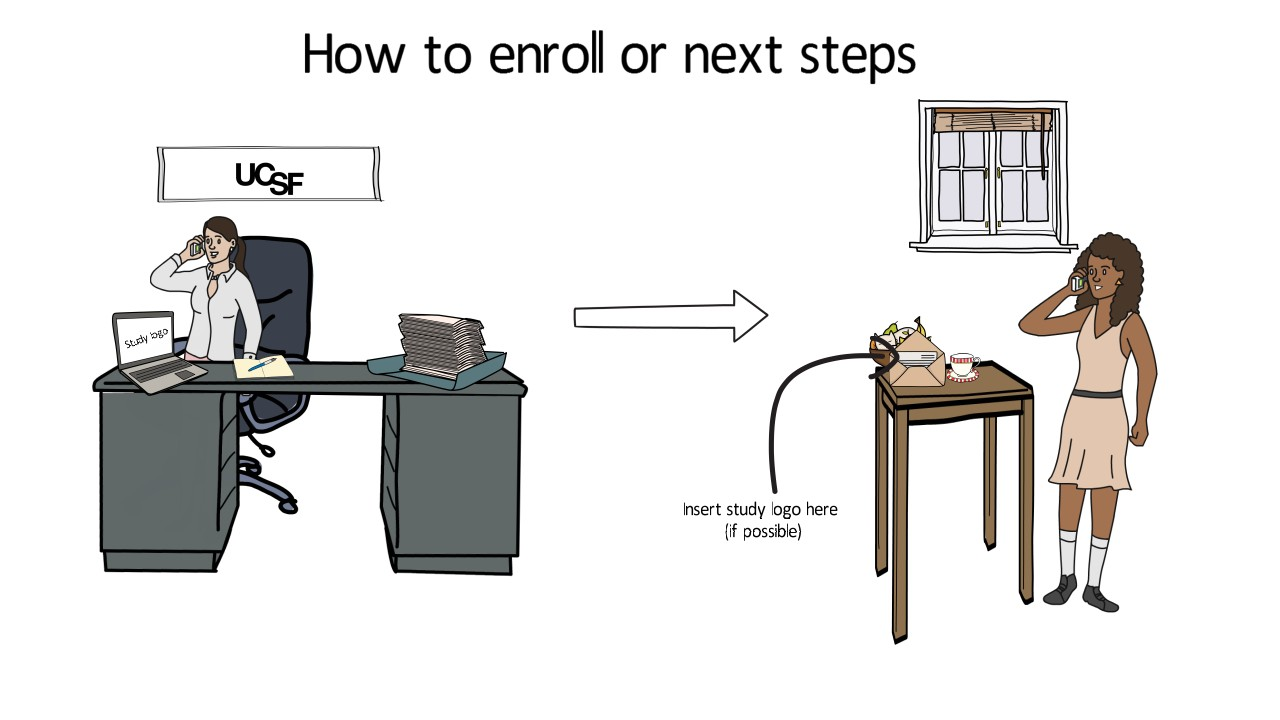 How to enroll or next steps
UCSF
Study logo
Insert study logo here
(if possible)